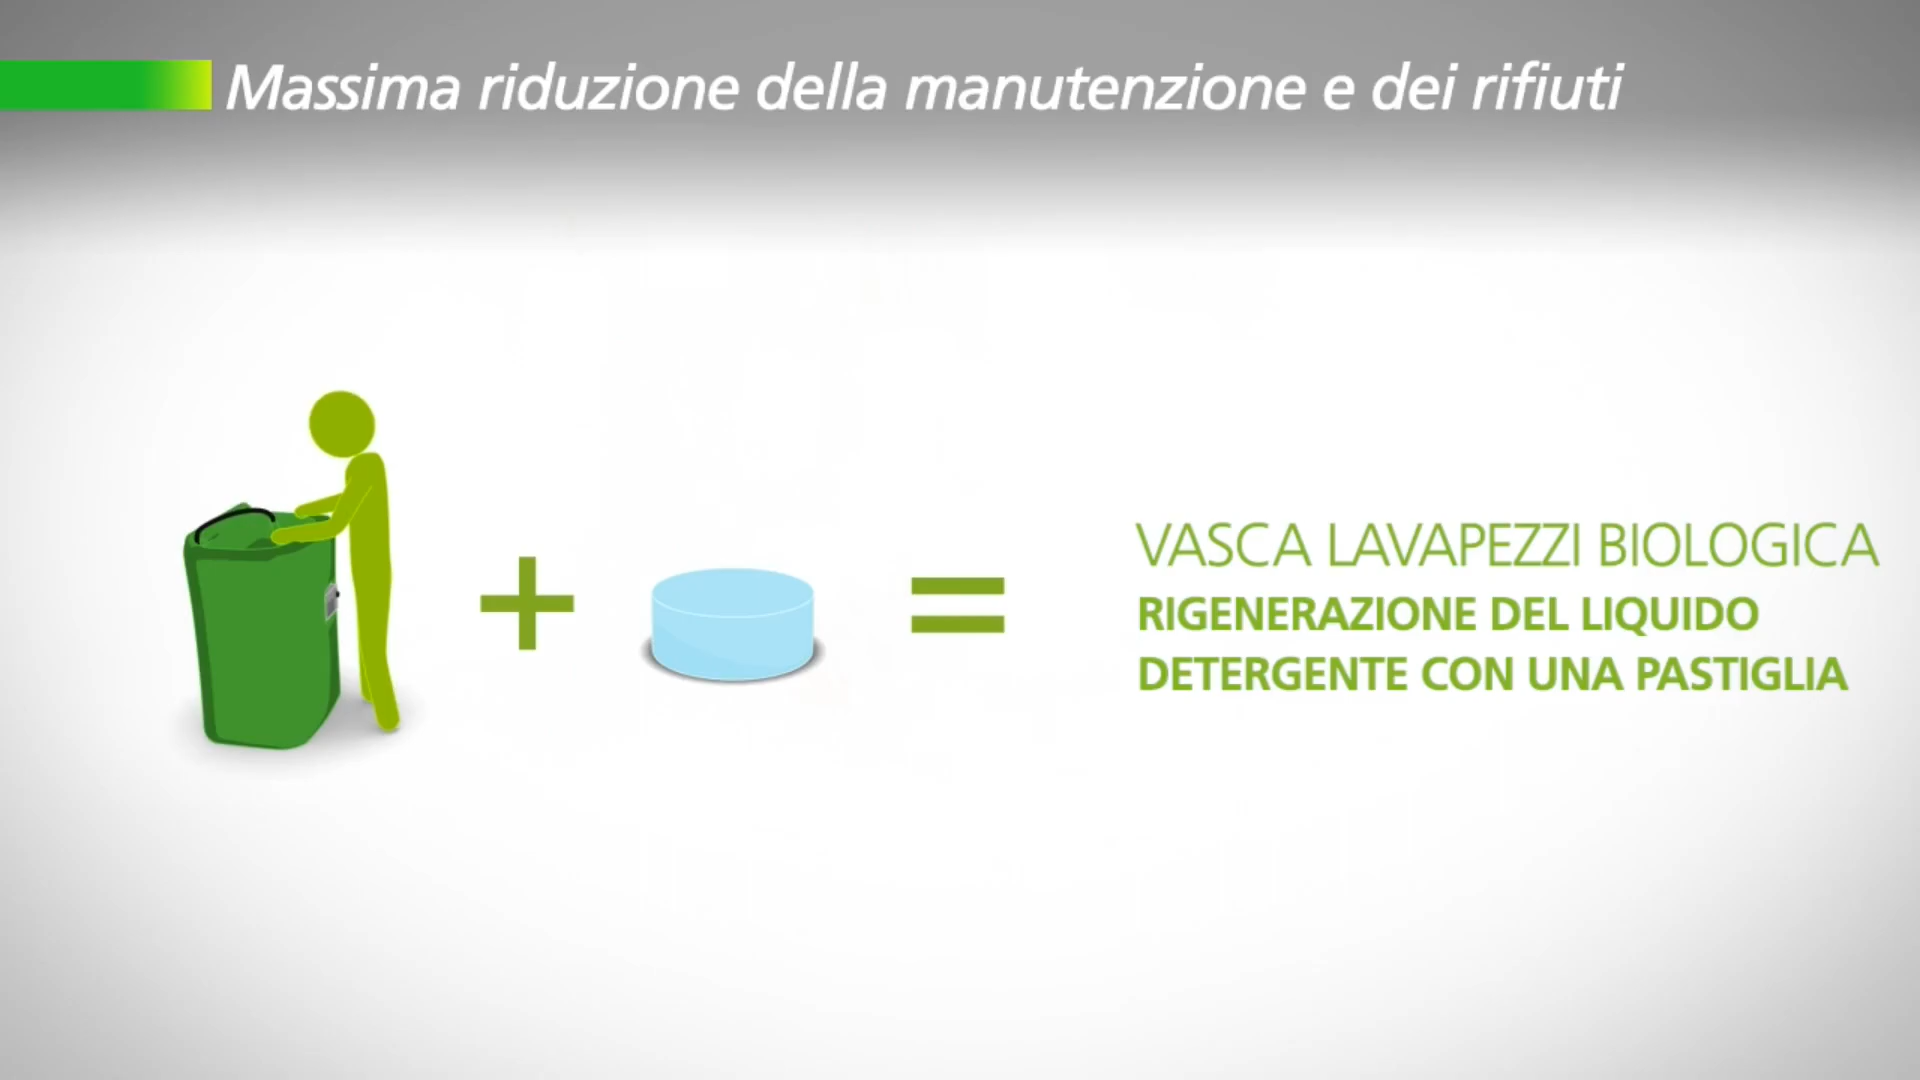 Massima riduzione della manutenzione e dei rifiuti
VASCA LAVAPEZZI BIOLOGICA
RIGENERAZIONE DEL LIQUIDO
DETERGENTE CON UNA PASTIGLIA